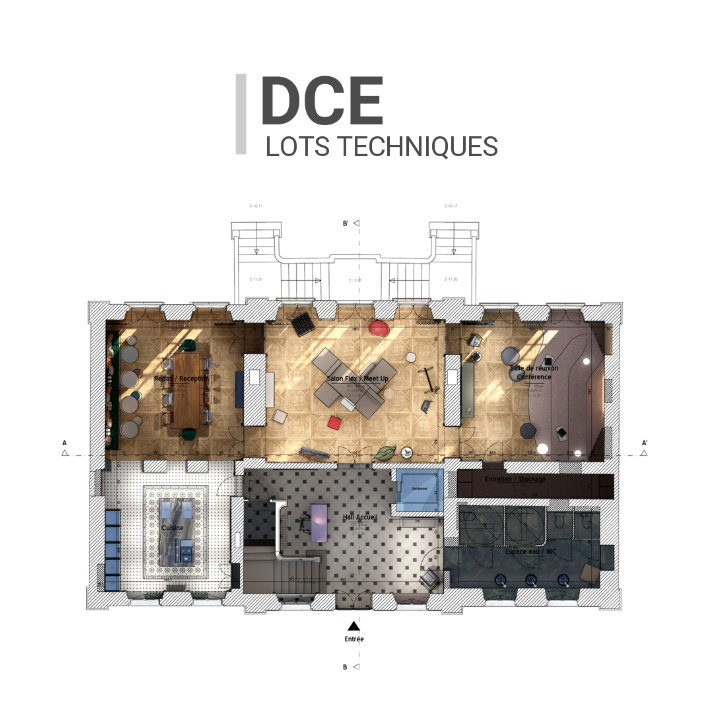 DCE
LOTS TECHNIQUES
B'
Repas / Reception
Salon Flex / Meet Up
Salle de réunion
Conférence
A
A'
Entretien / Stockage
Cuisine
Hall Accueil
Espace eau / WC
Entrée
B